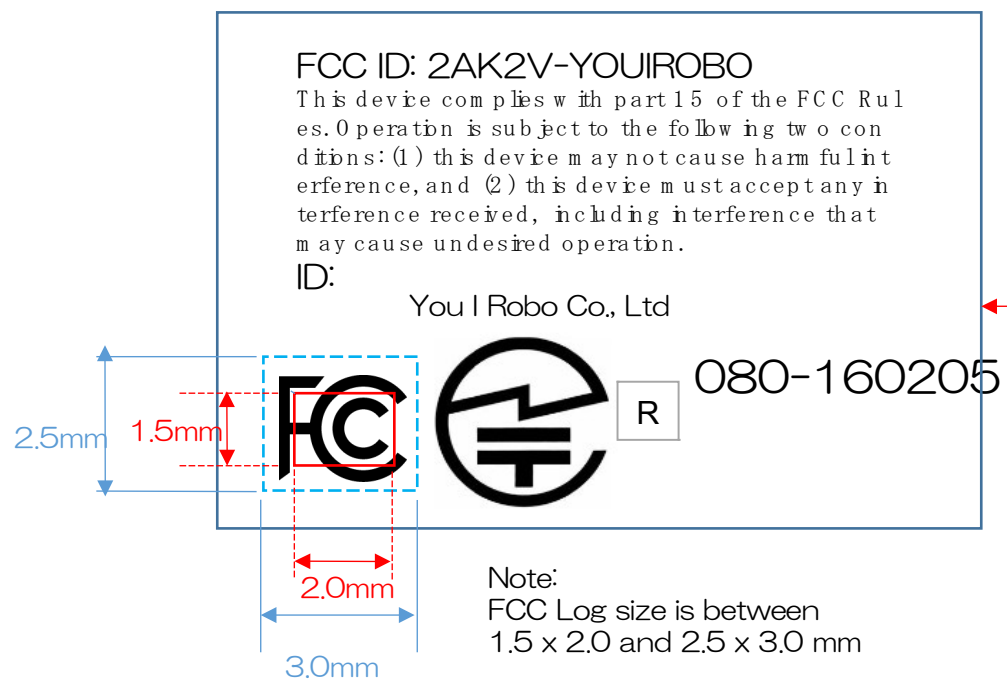 FCC ID: 2AK2V-YOUIROBO
This device complies with part 15 of the FCC Rul
es. Operation is subject to the following two con
ditions: (1) this device may not cause harmful int
erference, and (2) this device must accept any in
terference received, including interference that
may cause undesired operation.
ID:
You I Robo Co., Ltd
080-160205
FCC
R
2.5mm
1.5mm
2.0mm
3.0mm
Note:
FCC Log size is between
1.5 x 2.0 and 2.5 x 3.0 mm